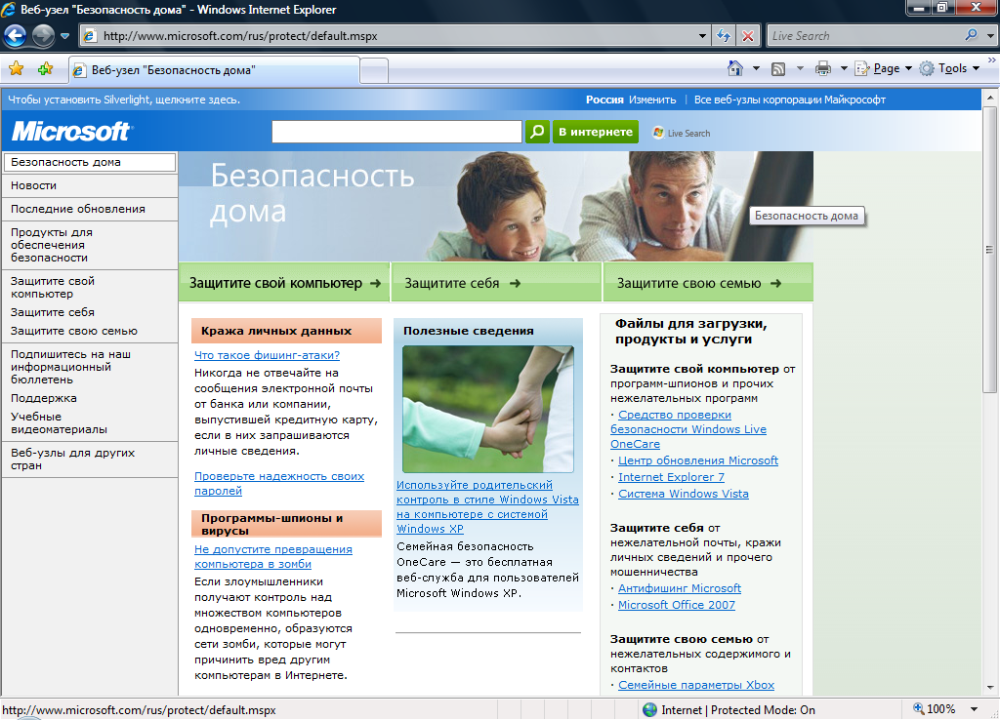 Веб-узел "Безопасность дома" - Windows Internet Explorer
http://www.microsoft.com/rus/protect/default.mspx
Live Search
Веб-узел "Безопасность дома"
Page
Tools
Чтобы установить Silverlight, щелкните здесь.
Россия Изменить | Все веб-узлы корпорации Майкрософт
Microsoft
В интернете
Live Search
Безопасность дома
Новости
Последние обновления
Продукты для
обеспечения
безопасности
Защитите свой
компьютер
Защитите себя
Защитите свою семью
Подпишитесь на наш
информационный
бюллетень
Поддержка
Учебные
видеоматериалы
Веб-узлы для других
стран
Безопасность
дома
Безопасность дома
Защитите свой компьютер
Защитите себя
Защитите свою семью
Кража личных данных
Что такое фишинг-атаки?
Никогда не отвечайте на
сообщения электронной почты
от банка или компании,
выпустившей кредитную карту,
если в них запрашиваются
личные сведения.
Проверьте надежность своих
паролей
Программы-шпионы и
вирусы
Не допустите превращения
компьютера в зомби
Если злоумышленники
получают контроль над
множеством компьютеров
одновременно, образуются
сети зомби, которые могут
причинить вред другим
компьютерам в Интернете.
Полезные сведения
Используйте родительский
контроль в стиле Windows Vista
на компьютере с системой
Windows XP
Семейная безопасность
OneCare — это бесплатная
веб-служба для пользователей
Microsoft Windows XP.
Файлы для загрузки,
продукты и услуги
Защитите свой компьютер от
программ-шпионов и прочих
нежелательных программ
· Средство проверки
безопасности Windows Live
OneCare
· Центр обновления Microsoft
· Internet Explorer 7
· Система Windows Vista
Защитите себя от
нежелательной почты, кражи
личных сведений и прочего
мошенничества
· Антифишинг Microsoft
· Microsoft Office 2007
Защитите свою семью от
нежелательных содержимого и
контактов
· Семейные параметры Xbox
http://www.microsoft.com/rus/protect/default.mspx
Internet | Protected Mode: On
100%